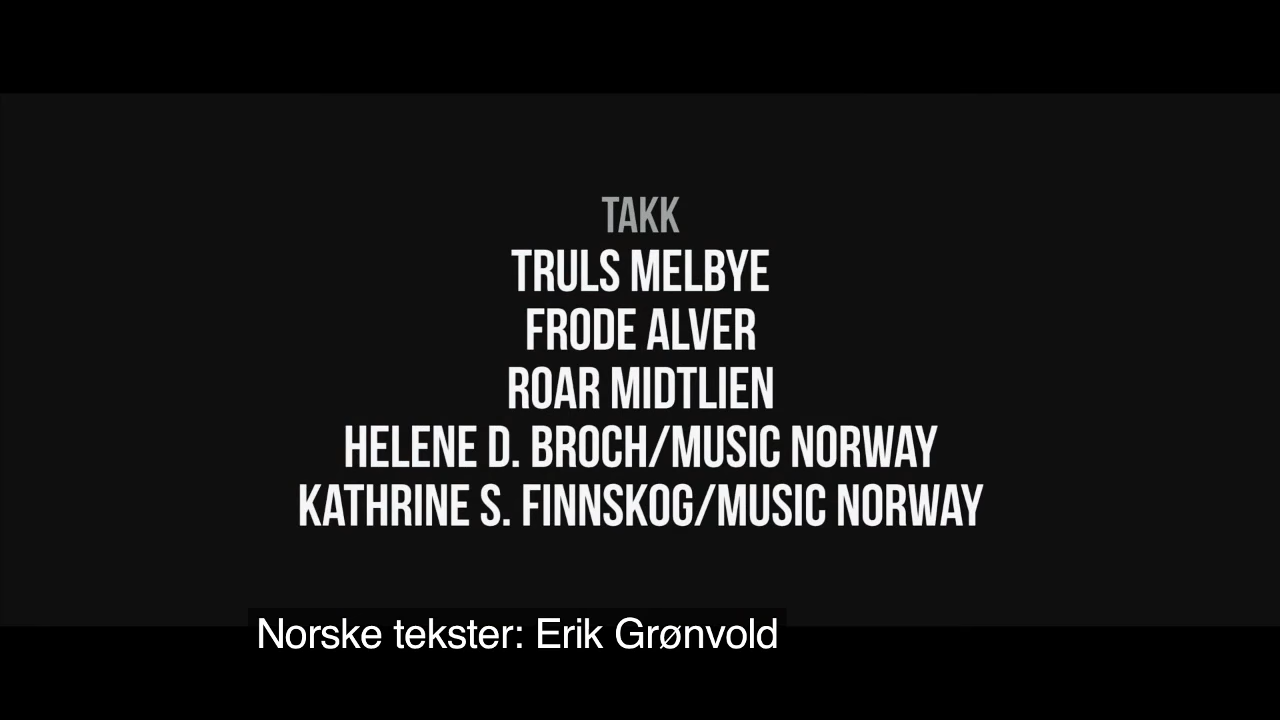 TAKK
TRULS MELBYE
FRODE ALVER
ROAR MIDTLIEN
HELENE D. BROCH/MUSIC NORWAY
KATHRINE S. FINNSKOG/MUSIC NORWAY
Norske tekster: Erik Grønvold